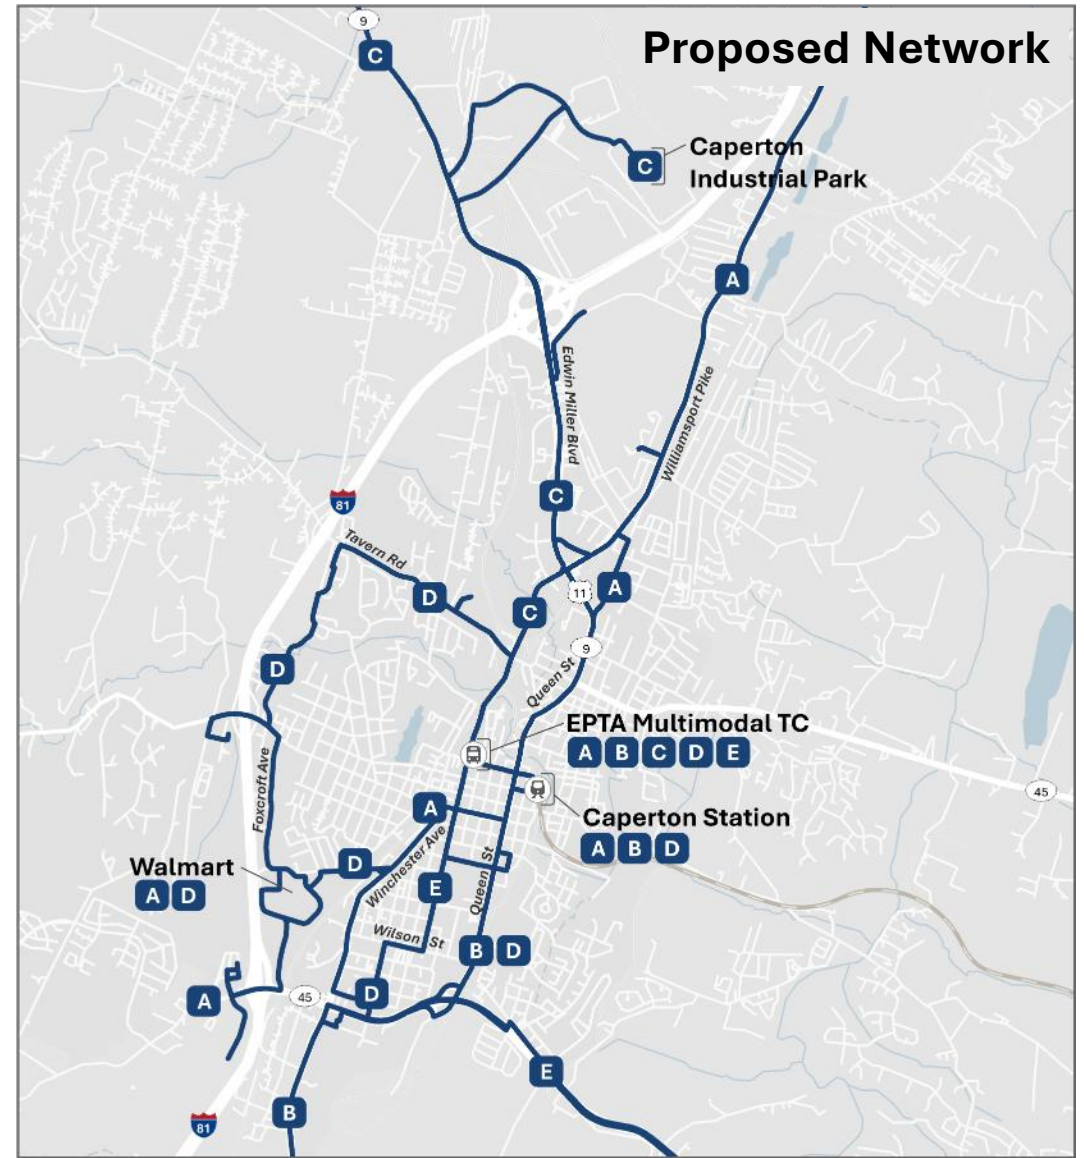 Proposed Network
9
C
Caperton
Industrial Park
C
A
Edwin Miller Blvd
Williamsport Pike
C
81
Tavern Rd
D
C
11
A
D
9
Queen St
EPTA Multimodal TC
A B C D E
Foxcroft Ave
45
A
Caperton Station
A B D
Walmart
A D
D
Winchester Ave
E
Queen St
Wilson St
B D
A
45
D
E
B
81